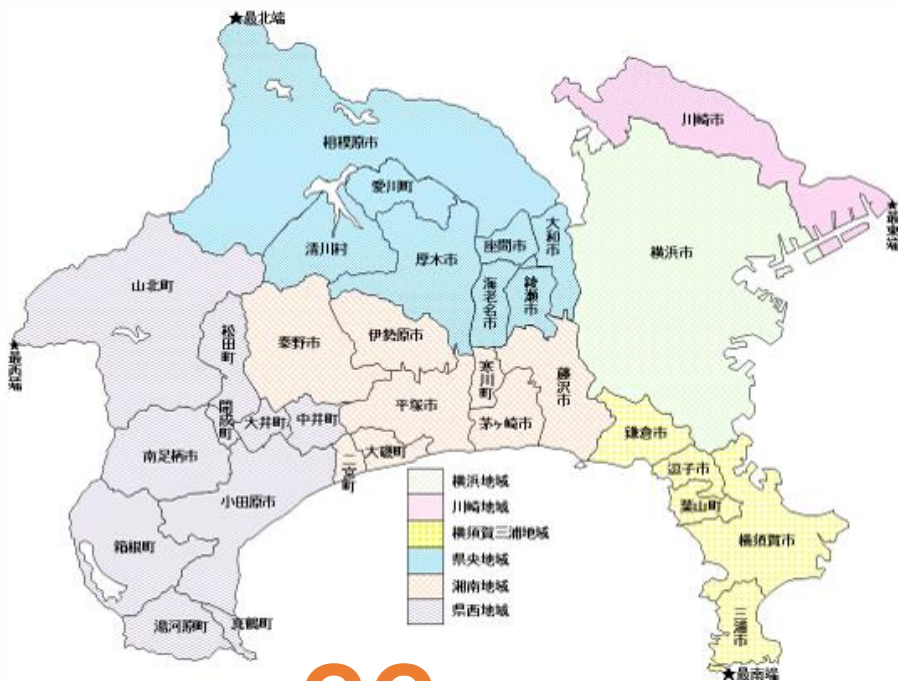 ★最北端
川崎市
相模原市
愛川町
★最東端
大和市
座間市
清川村
厚木市
横浜市
山北町
海老名市
綾瀬市
松田町
秦野市
伊勢原市
★最西端
寒川町
藤沢市
開成町
大井町
中井町
平塚市
茅ヶ崎市
鎌倉市
南足柄市
二宮町
大磯町
逗子市
横浜地域
小田原市
葉山町
川崎地域
横須賀三浦地域
横須賀市
箱根町
県央地域
湘南地域
県西地域
湯河原町
真鶴町
三浦市
★最南端